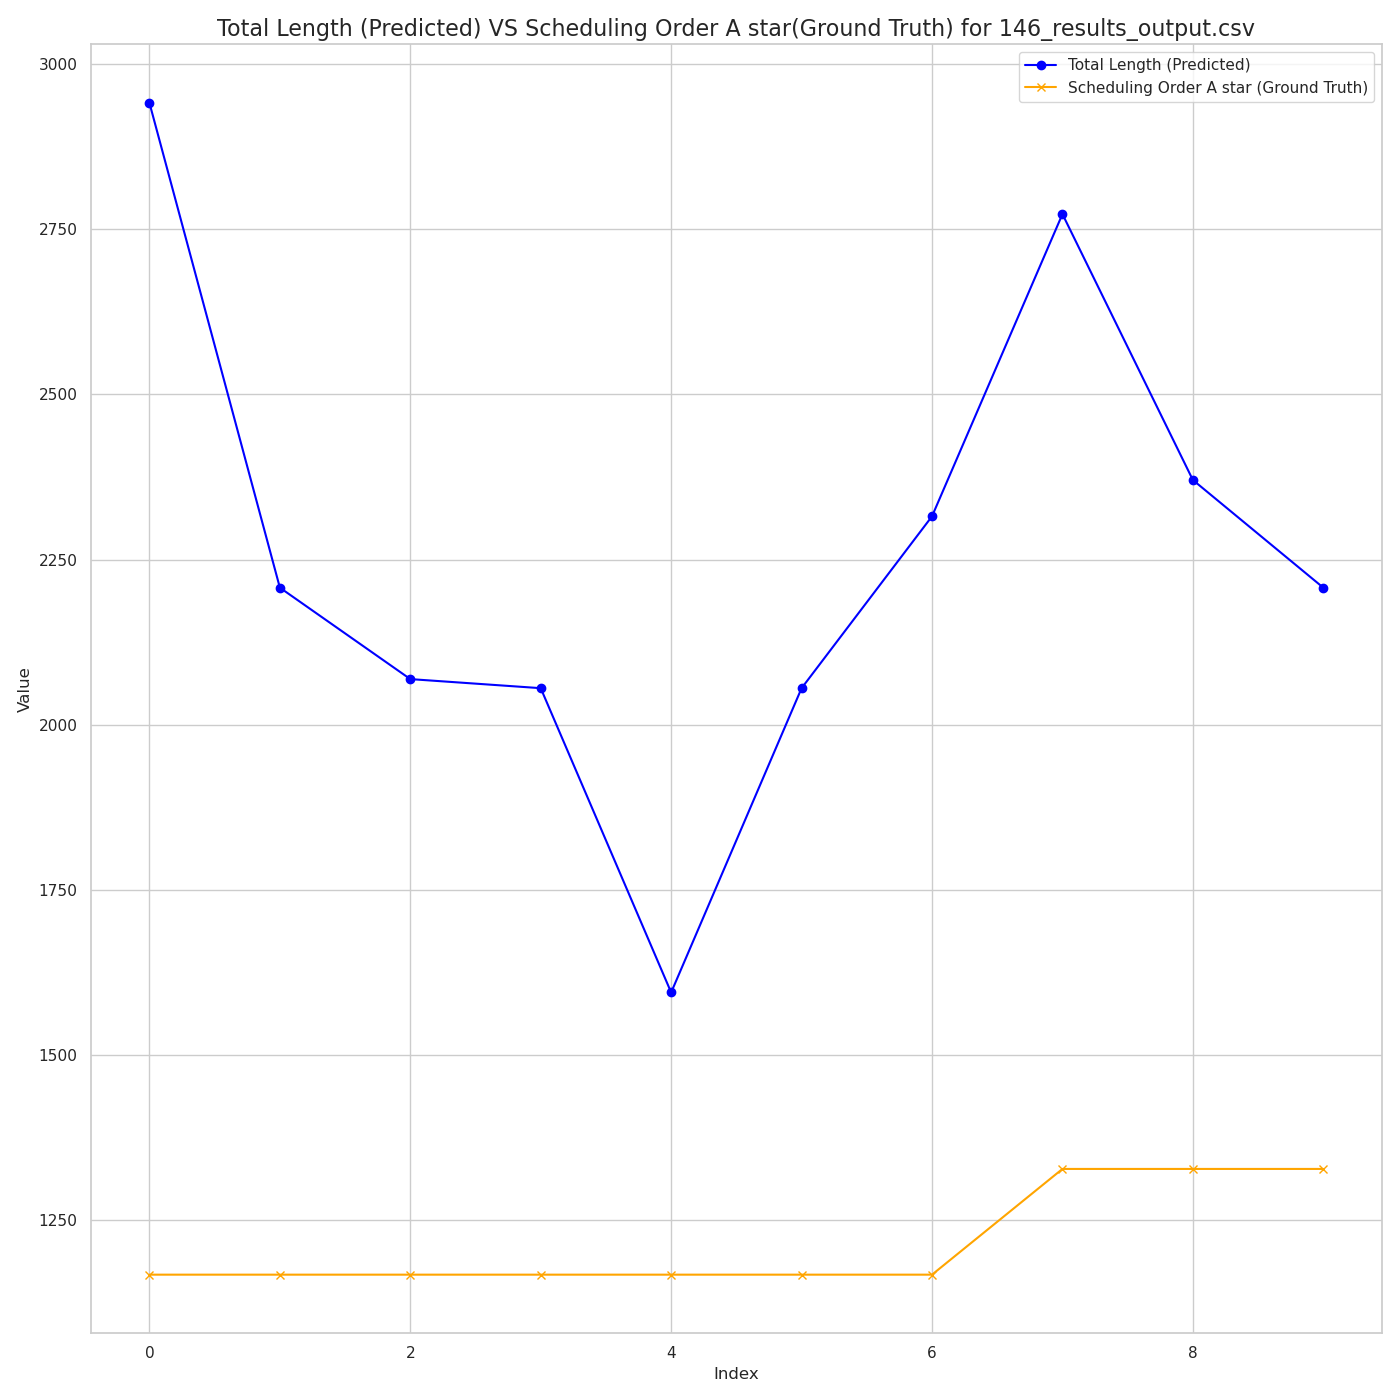 Total Length (Predicted) VS Scheduling Order A star(Ground Truth) for 146_results_output.csv
Total Length (Predicted)
Scheduling Order A star (Ground Truth)
3000
2750
2500
2250
2000
1750
1500
1250
Value
0 2 4 6 8
Index